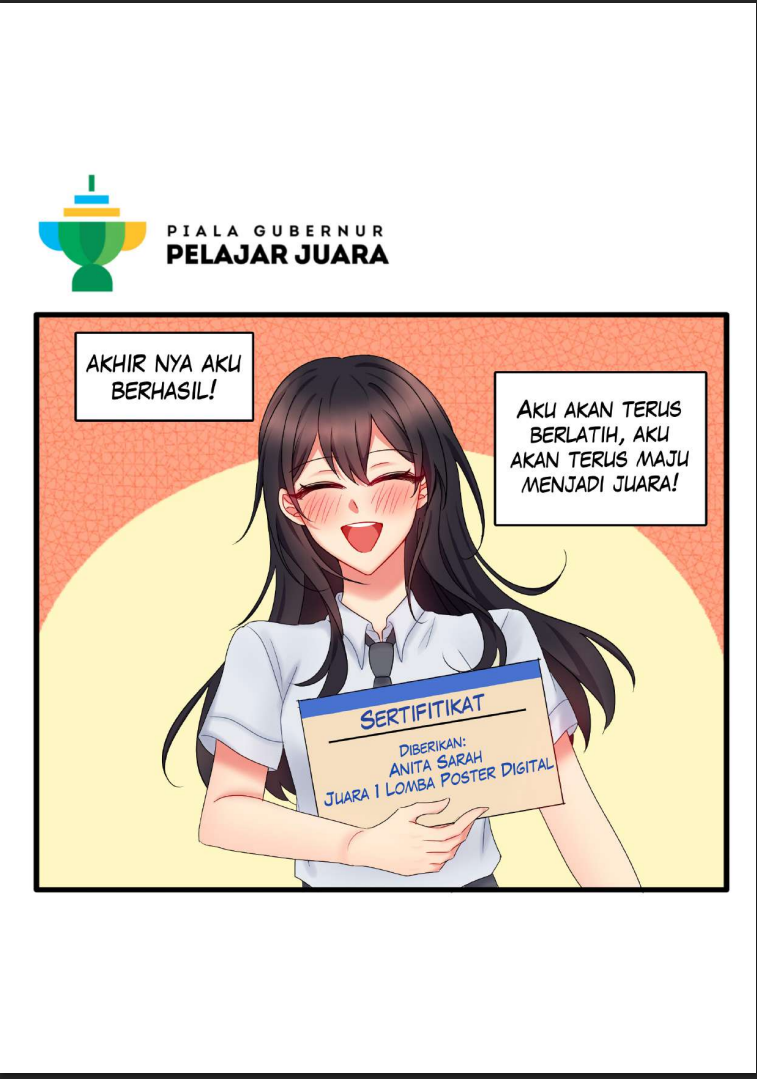 PIALA GUBERNUR
PELAJAR JUARA
AKHIR NYA AKU
BERHASIL!
AKU AKAN TERUS
BERLATIH, AKU
AKAN TERUS MAJU
MENJADI JUARA!
SERTIFITIKAT
DIBERIKAN:
ANITA SARAH
JUARA 1 LOMBA POSTER DIGITAL